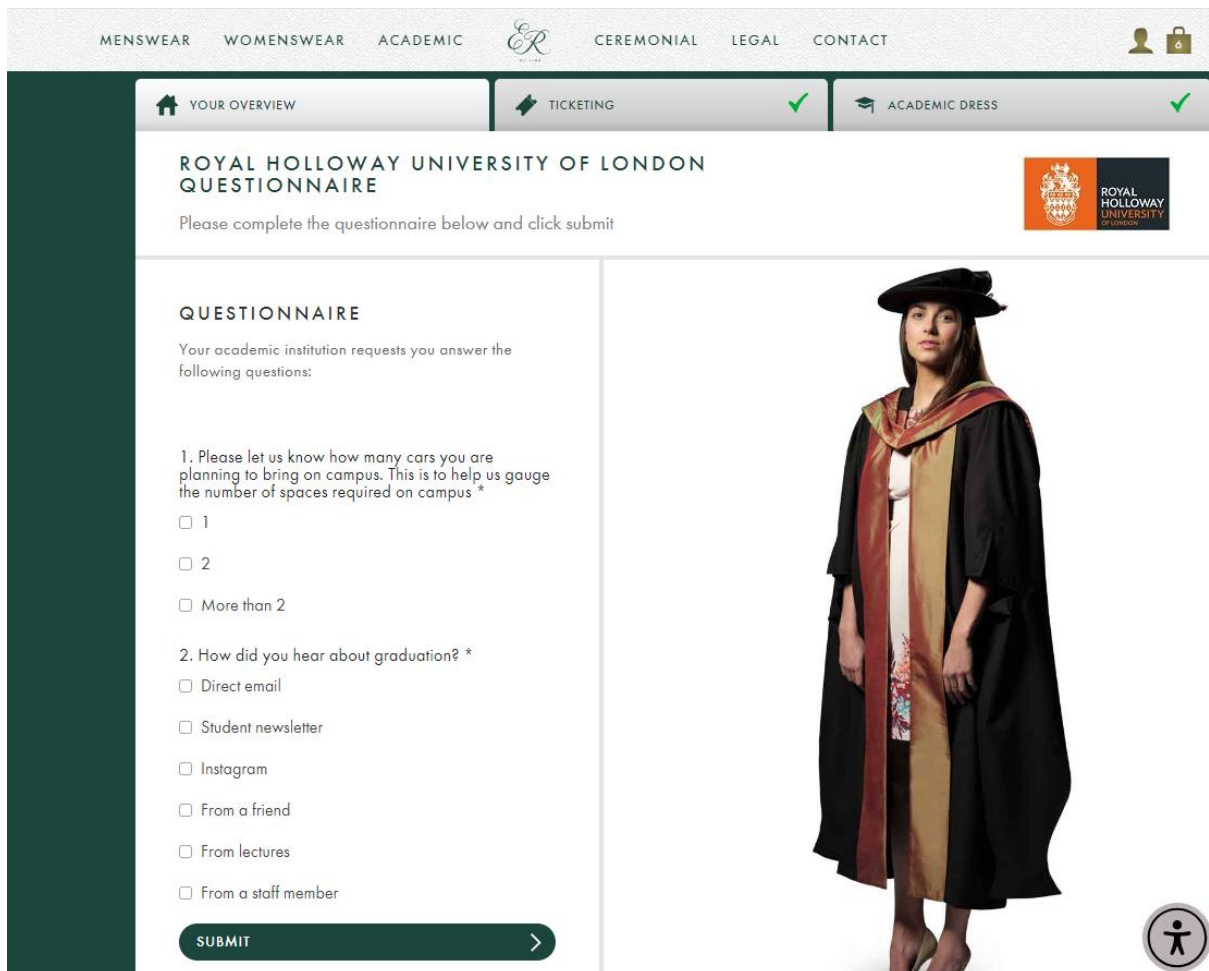 MENSWEAR WOMENSWEAR ACADEMIC ER CEREMONIAL LEGAL CONTACT 6
YOUR OVERVIEW TICKETING ACADEMIC DRESS
ROYAL HOLLOWAY UNIVERSITY OF LONDON
QUESTIONNAIRE
Please complete the questionnaire below and click submit
ROYAL
HOLLOWAY
UNIVERSITY
OF LONDON
QUESTIONNAIRE
Your academic institution requests you answer the
following questions:
1. Please let us know how many cars you are
planning to bring on campus. This is to help us gauge
the number of spaces required on campus *
1
2
More than 2
2. How did you hear about graduation? *
Direct email
Student newsletter
Instagram
From a friend
From lectures
From a staff member
SUBMIT